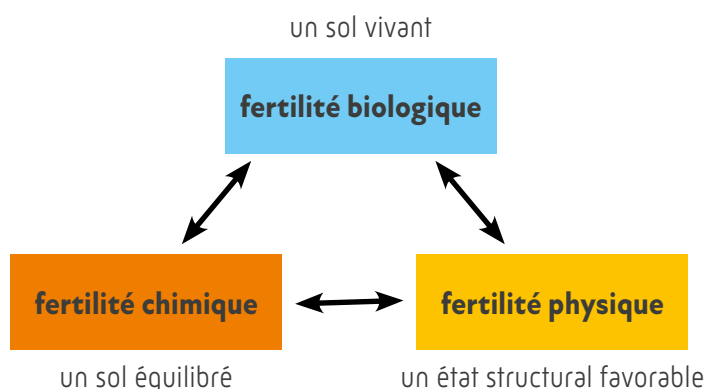 un sol vivant
fertilité biologique
fertilité chimique
fertilité physique
un sol équilibré
un état structural favorable